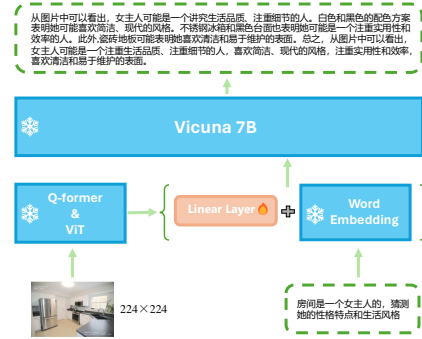 从图片中可以看出，女主人可能是一个讲究生活品质、注重细节的人。白色和黑色的配色方案
表明她可能喜欢简洁、现代的风格。不锈钢冰箱和黑色台面也表明她可能是一个注重实用性和
效率的人。此外,瓷砖地板可能表明她喜欢清洁和易于维护的表面。总之，从图片中可以看出，
女主人可能是一个注重生活品质、注重细节的人，喜欢简洁、现代的风格，注重实用性和效率，
喜欢清洁和易于维护的表面。
Vicuna 7B
Q-former
&
ViT
Linear Layer
Word
Embedding
224×224
房间是一个女主人的，猜测
她的性格特点和生活风格